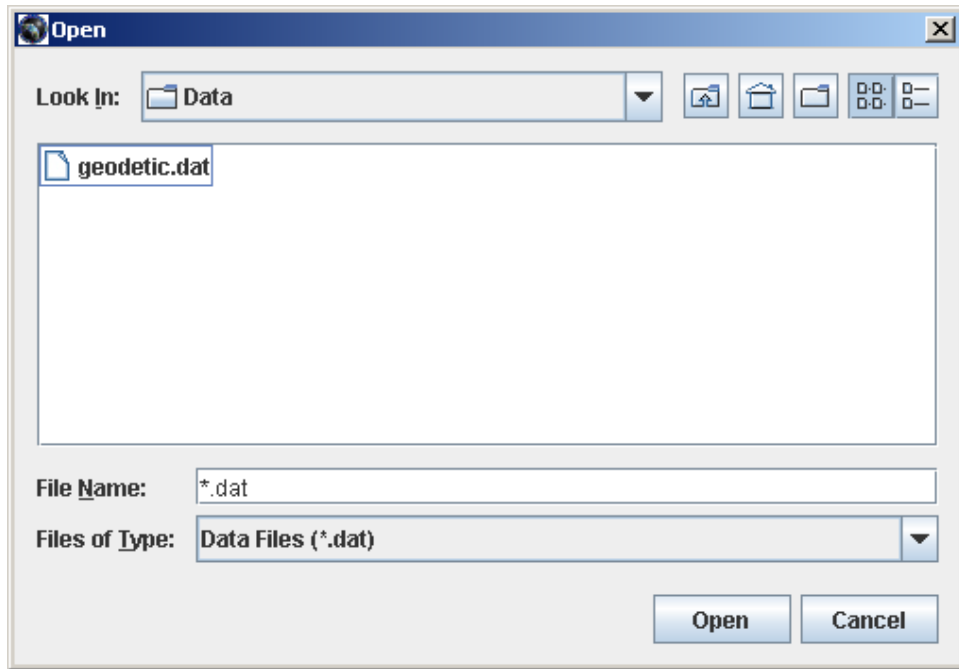 Open
Look In: Data
geodetic.dat
File Name: *.dat
Files of Type: Data Files (*.dat)
Open Cancel